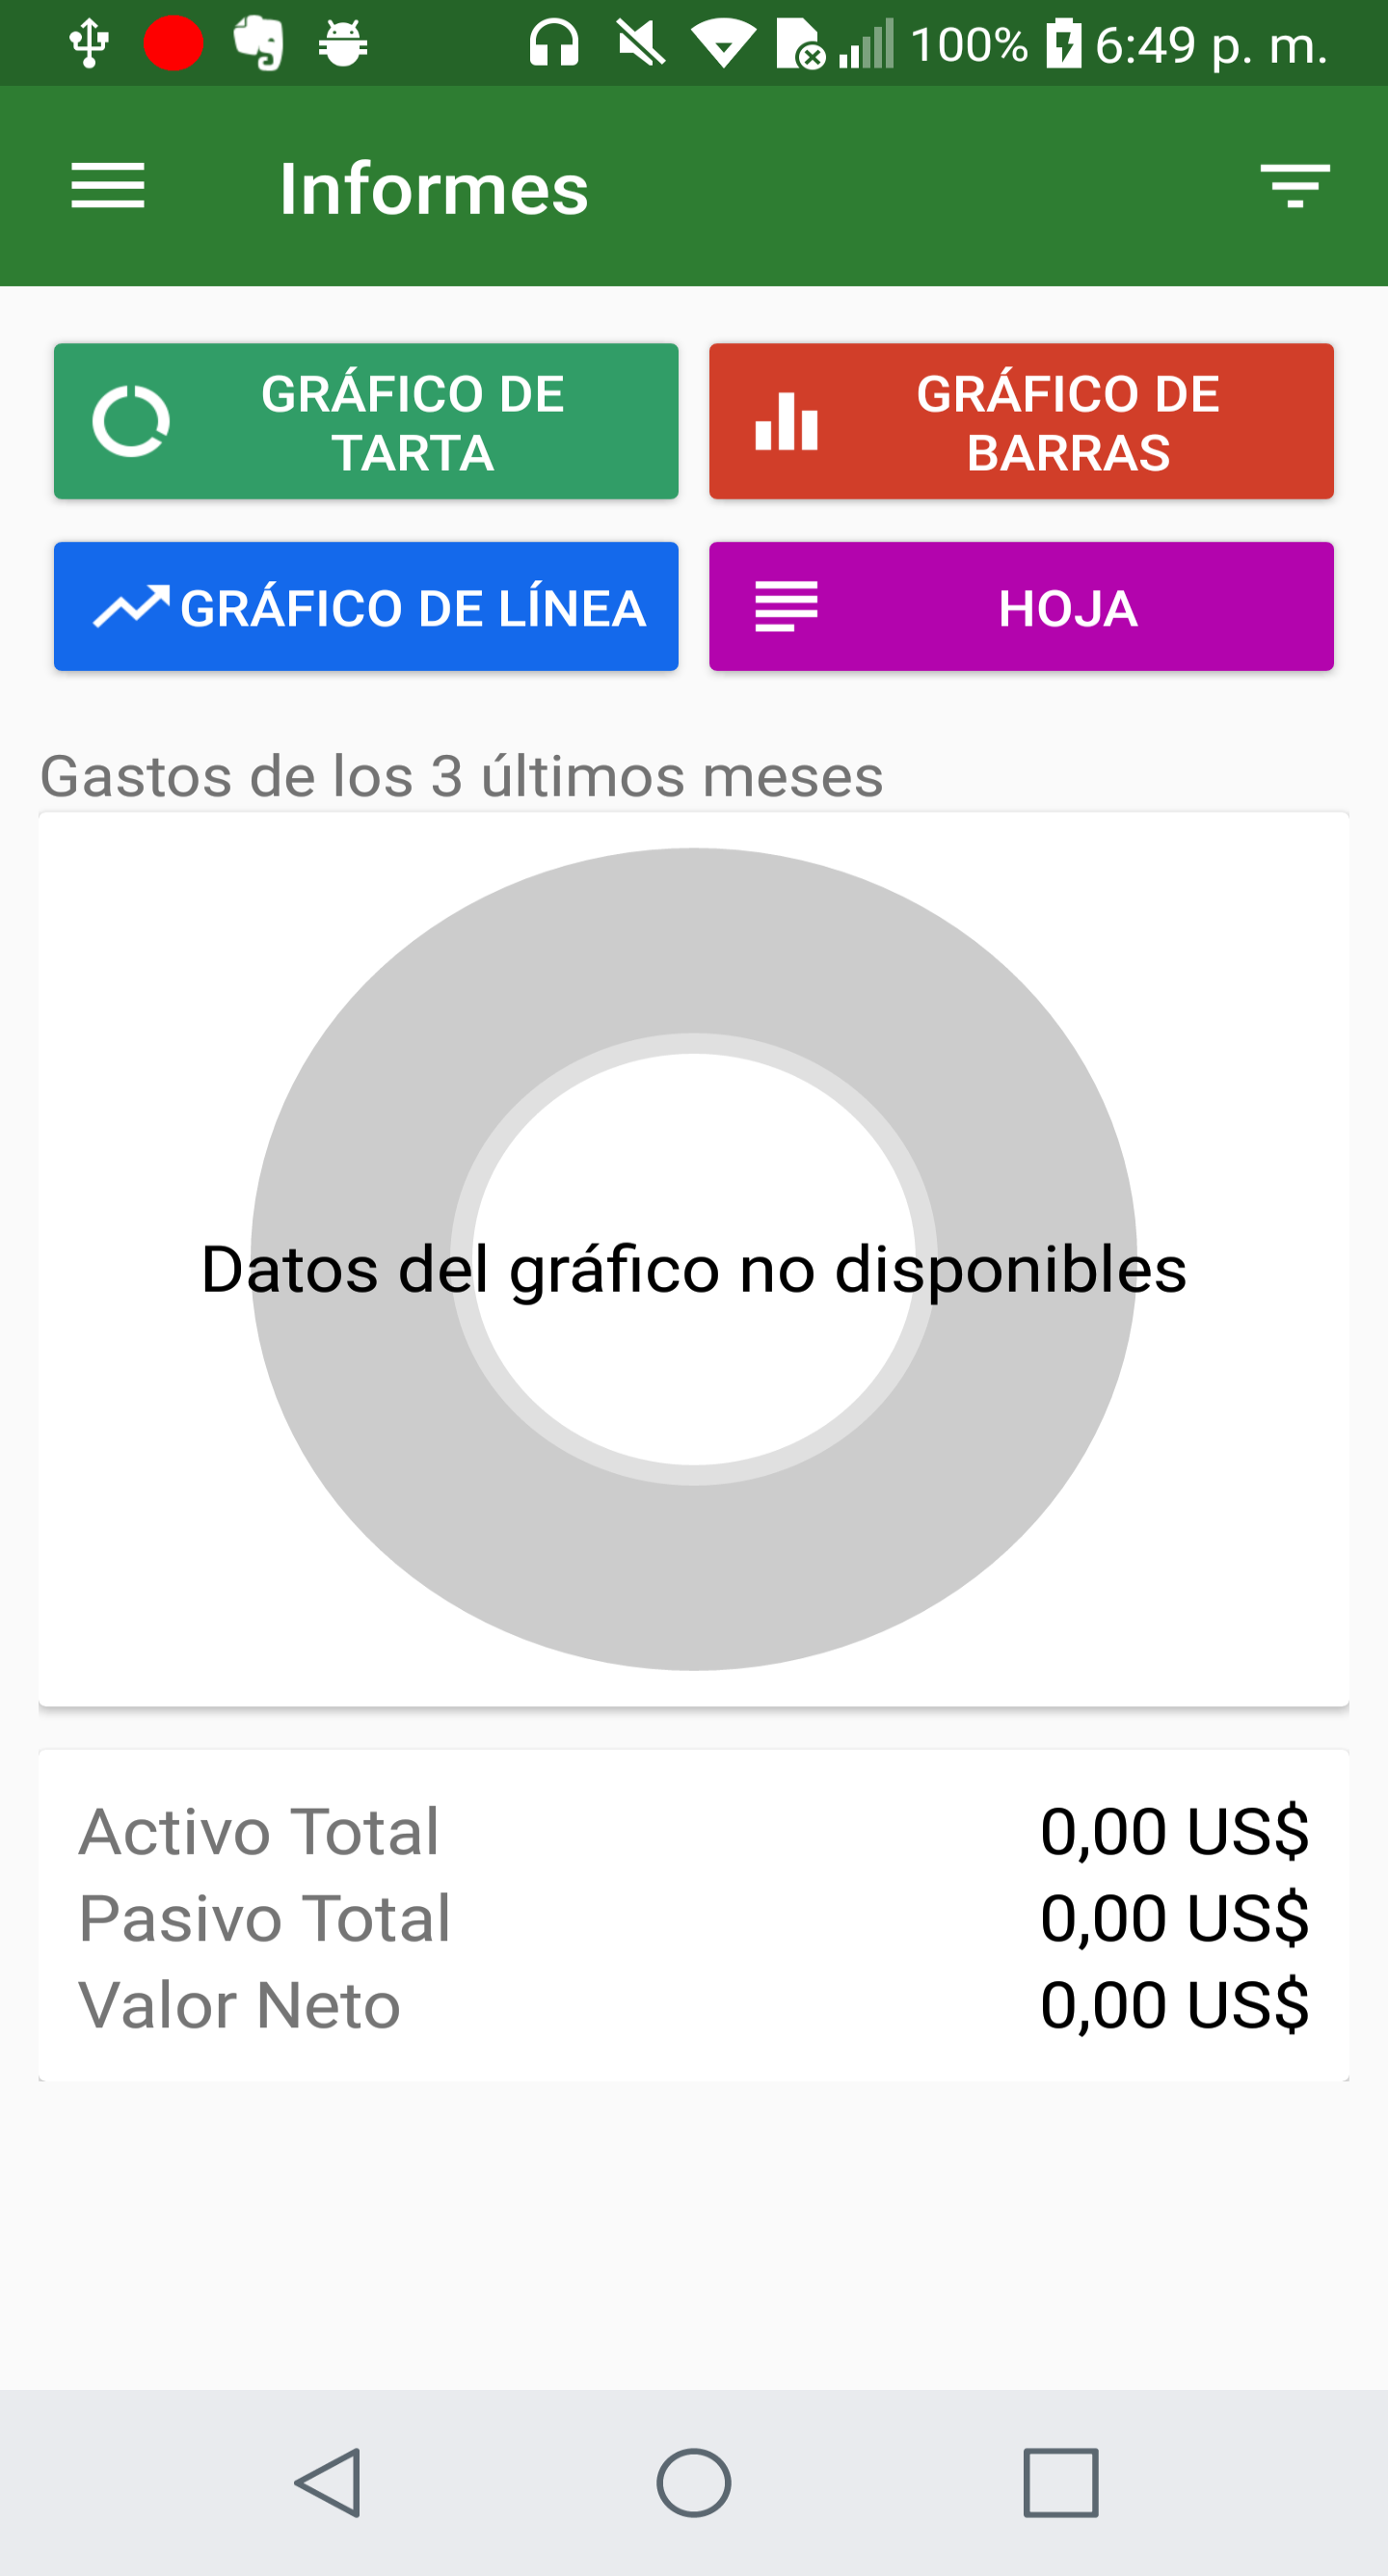 100% 6:49 p. m.
Informes
GRÁFICO DE
TARTA
GRÁFICO DE
BARRAS
GRÁFICO DE LÍNEA
HOJA
Gastos de los 3 últimos meses
Datos del gráfico no disponibles
Activo Total 0,00 US$
Pasivo Total 0,00 US$
Valor Neto 0,00 US$